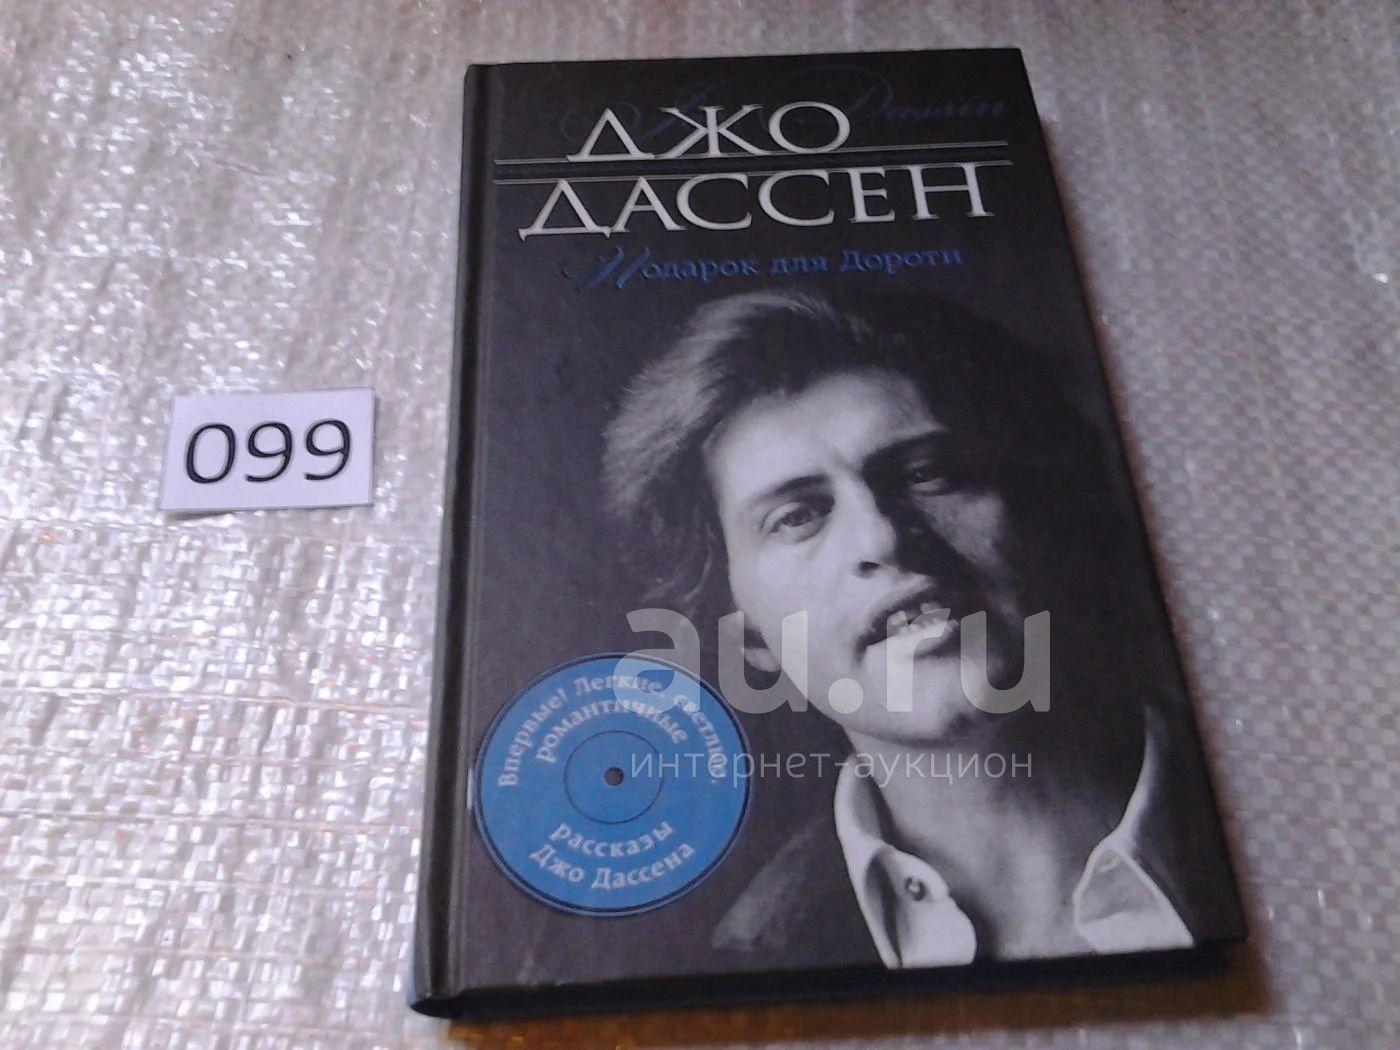 ДЖО
ДАССЕН
Подарок для Дороти
099
au.ru
интернет-аукцион
Впервые! Легкие, светлые,
романтичные
рассказы
Джо Дассена